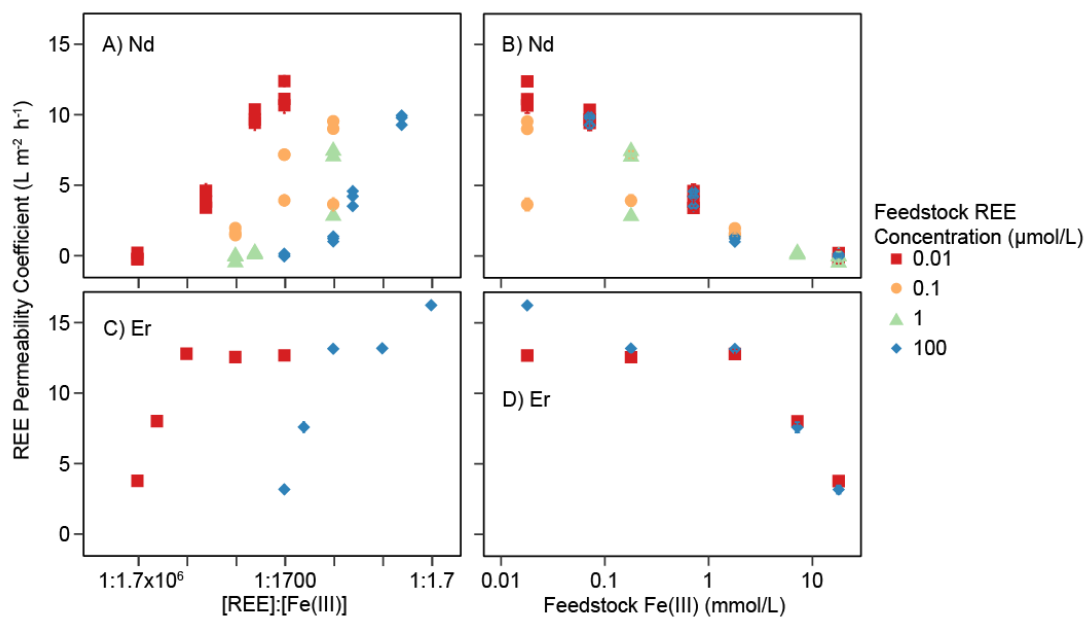 A) Nd
B) Nd
15
10
5
0
REE Permability Coefficient (L m⁻² h⁻¹)
Feedstock REE
Concentration (µmol/L)
0.01
0.1
1
100
C) Er
D) Er
15
10
5
0
1:1.7x10⁶
1:1700
1:1.7
0.01
0.1
1
10
[REE]:[Fe(III)]
Feedstock Fe(III) (mmol/L)